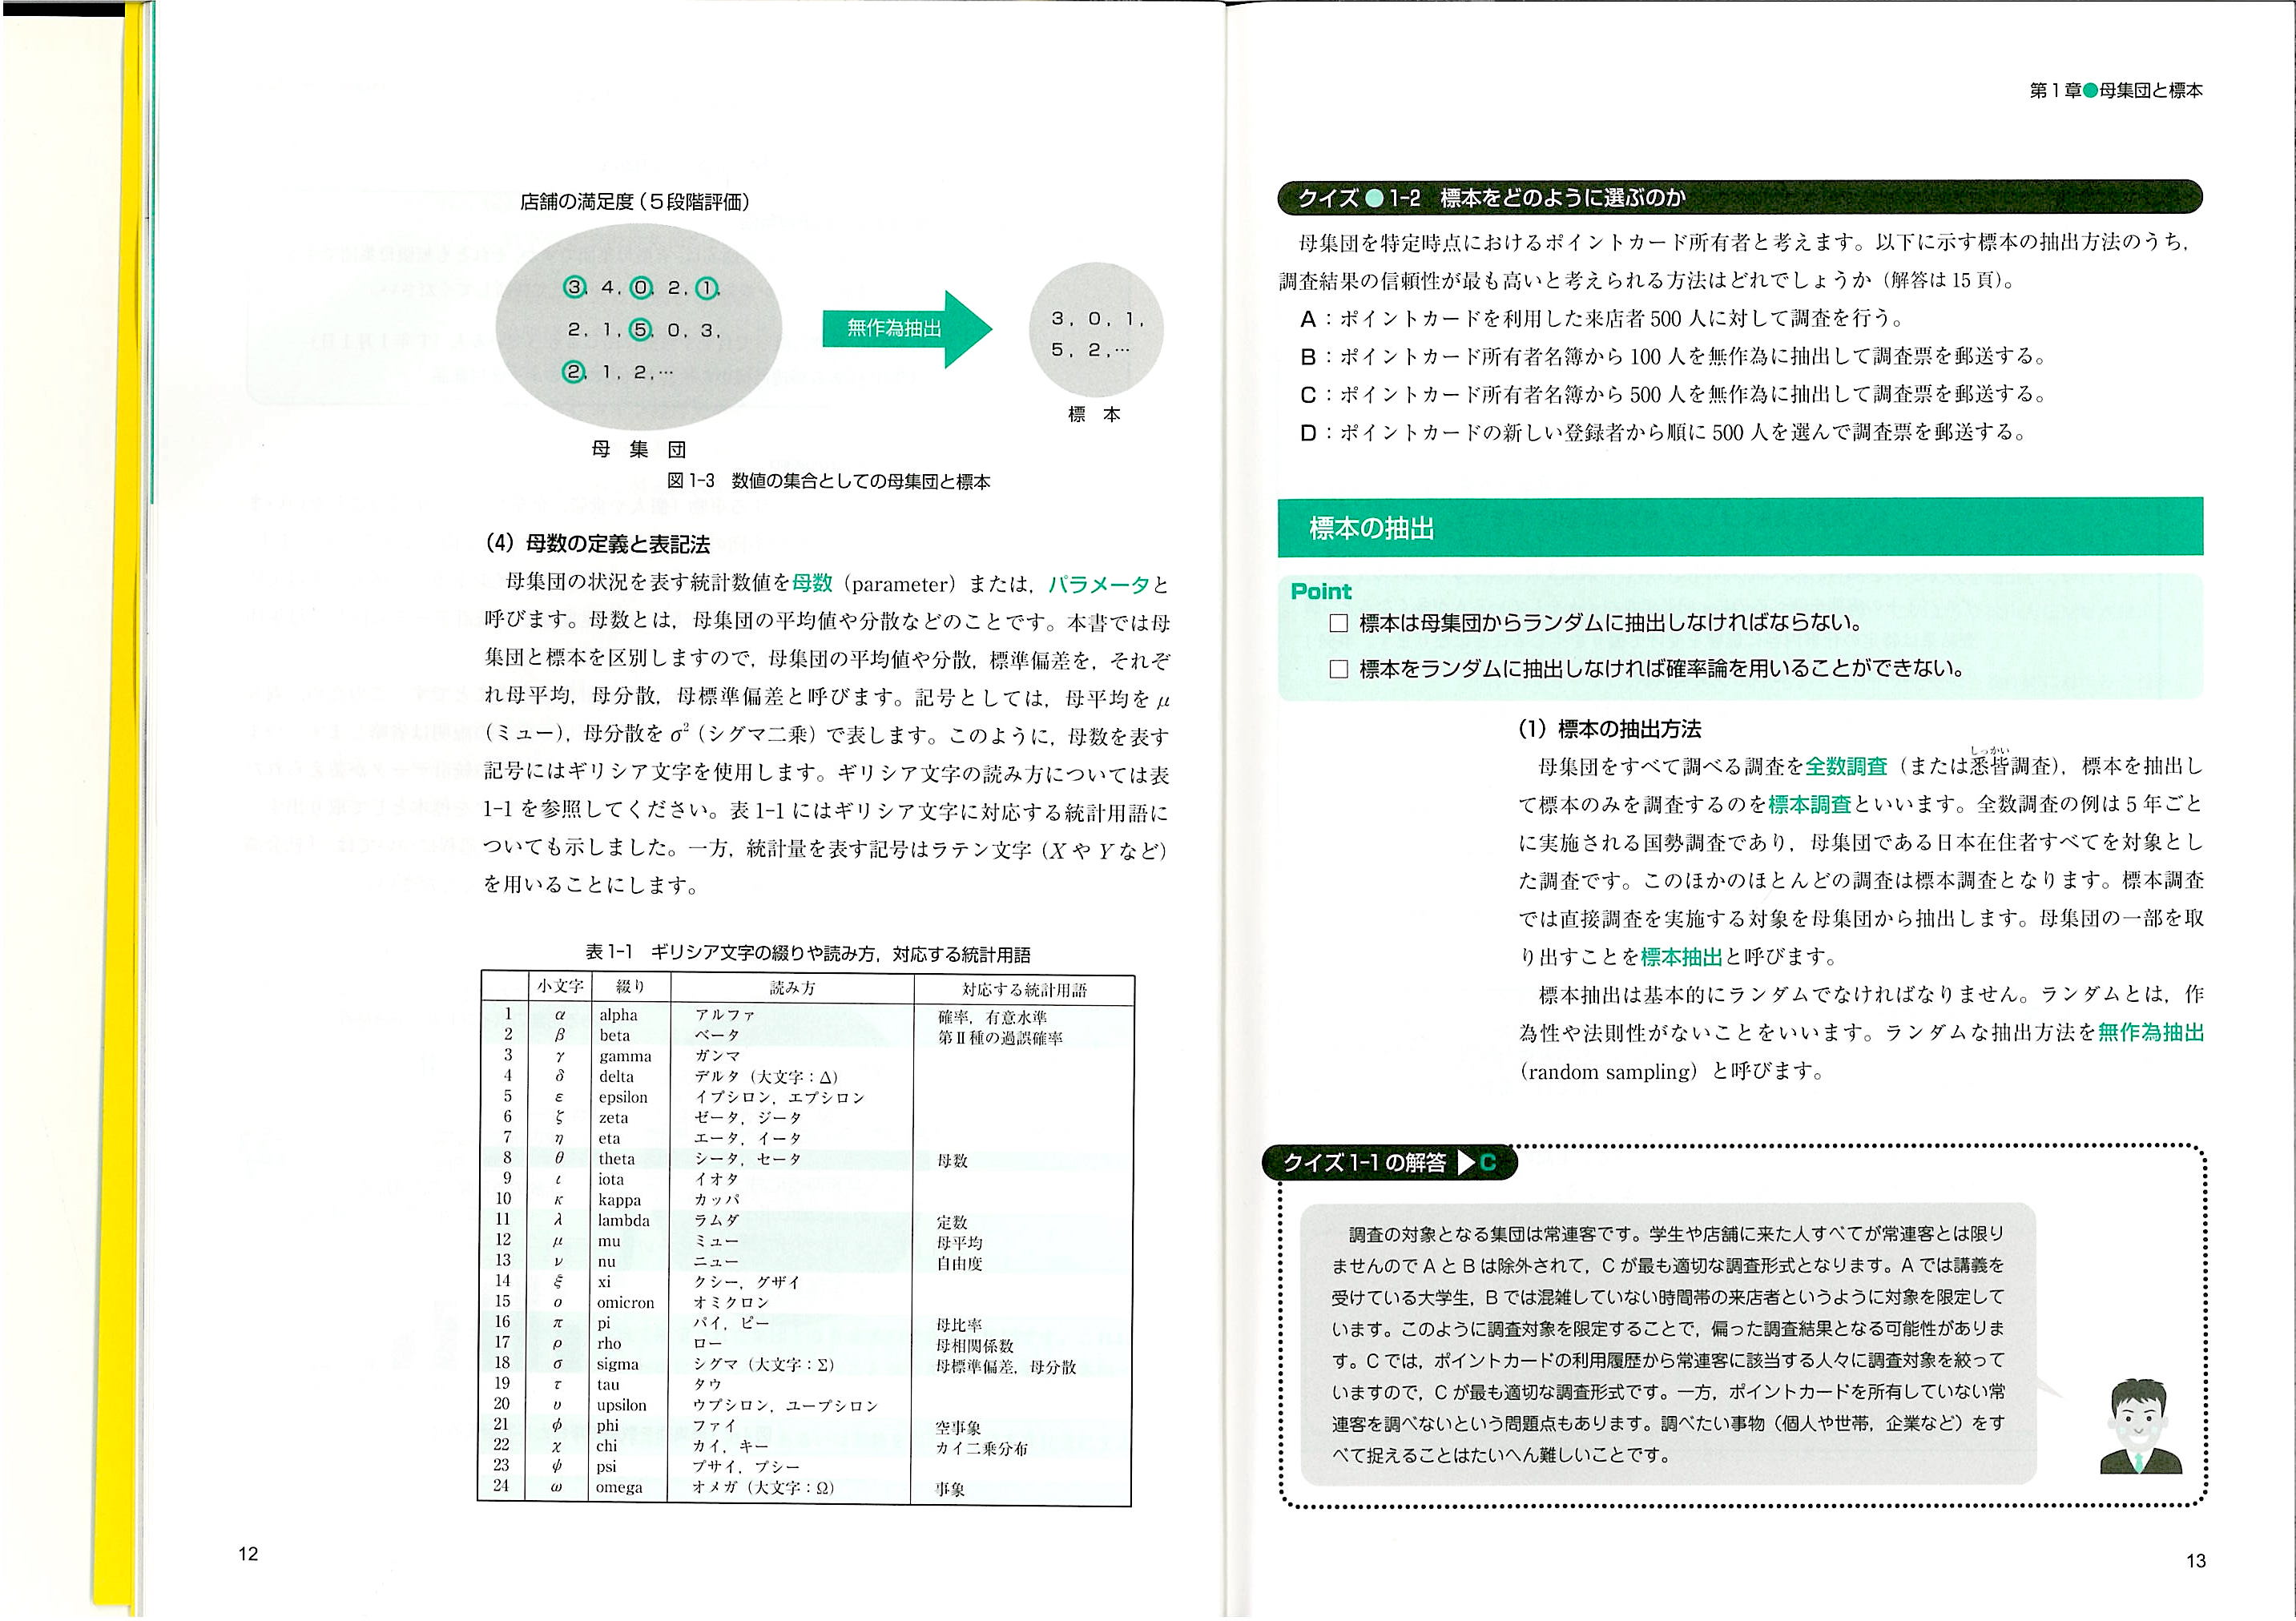 店舗の満足度（5段階評価）
3, 4, 0, 2, 1,
2, 1, 5, 0, 3,
2, 1, 2, …
母 集 団
無作為抽出
3, 0, 1,
5, 2, …
標 本
図1-3 数値の集合としての母集団と標本
（4）母数の定義と表記法
母集団の状況を表す統計数値を母数（parameter）または，パラメータと
呼びます。母数とは，母集団の平均値や分散などのことです。本書では母
集団と標本を区別しますので，母集団の平均値や分散，標準偏差を，それぞ
れ母平均，母分散，母標準偏差と呼びます。記号としては，母平均をμ
（ミュー），母分散をσ²（シグマ二乗）で表します。このように，母数を表す
記号にはギリシア文字を使用します。ギリシア文字の読み方については表
1-1を参照してください。表1-1にはギリシア文字に対応する統計用語に
ついても示しました。一方，統計量を表す記号はラテン文字（XやYなど）
を用いることにします。
表1-1 ギリシア文字の綴りや読み方，対応する統計用語
小文字 綴り 読み方 対応する統計用語
1 α alpha アルファ 確率，有意水準
2 β beta ベータ 第Ⅱ種の過誤確率
3 γ gamma ガンマ
4 δ delta デルタ（大文字：Δ）
5 ε epsilon イプシロン，エプシロン
6 ζ zeta ゼータ，ジータ
7 η eta エータ，イータ
8 θ theta シータ，セータ 母数
9 ι iota イオタ
10 κ kappa カッパ
11 λ lambda ラムダ 定数
12 μ mu ミュー 母平均
13 ν nu ニュー 自由度
14 ξ xi クシー，グザイ
15 ο omicron オミクロン
16 π pi パイ，ピー 母比率
17 ρ rho ロー 母相関係数
18 σ sigma シグマ（大文字：Σ） 母標準偏差，母分散
19 τ tau タウ
20 υ upsilon ウプシロン，ユープシロン
21 φ phi ファイ 空事象
22 χ chi カイ，キー カイ二乗分布
23 ψ psi プサイ，プシー
24 ω omega オメガ（大文字：Ω） 事象
12
第1章●母集団と標本
クイズ●1-2 標本をどのように選ぶのか
母集団を特定時点におけるポイントカード所有者と考えます。以下に示す標本の抽出方法のうち，
調査結果の信頼性が最も高いと考えられる方法はどれでしょうか（解答は15頁）。
A：ポイントカードを利用した来店者500人に対して調査を行う。
B：ポイントカード所有者名簿から100人を無作為に抽出して調査票を郵送する。
C：ポイントカード所有者名簿から500人を無作為に抽出して調査票を郵送する。
D：ポイントカードの新しい登録者から順に500人を選んで調査票を郵送する。
標本の抽出
Point
□ 標本は母集団からランダムに抽出しなければならない。
□ 標本をランダムに抽出しなければ確率論を用いることができない。
（1）標本の抽出方法
しっかい
母集団をすべて調べる調査を全数調査（または悉皆調査），標本を抽出し
て標本のみを調査するのを標本調査といいます。全数調査の例は5年ごと
に実施される国勢調査であり，母集団である日本在住者すべてを対象とし
た調査です。このほかのほとんどの調査は標本調査となります。標本調査
では直接調査を実施する対象を母集団から抽出します。母集団の一部を取
り出すことを標本抽出と呼びます。
標本抽出は基本的にランダムでなければなりません。ランダムとは，作
為性や法則性がないことをいいます。ランダムな抽出方法を無作為抽出
（random sampling）と呼びます。
クイズ1-1の解答▶C
調査の対象となる集団は常連客です。学生や店舗に来た人すべてが常連客とは限り
ませんのでAとBは除外されて，Cが最も適切な調査形式となります。Aでは講義を
受けている大学生，Bでは混雑していない時間帯の来店者というように対象を限定して
います。このように調査対象を限定することで，偏った調査結果となる可能性がありま
す。Cでは，ポイントカードの利用履歴から常連客に該当する人々に調査対象を絞って
いますので，Cが最も適切な調査形式です。一方，ポイントカードを所有していない常
連客を調べないという問題点もあります。調べたい事物（個人や世帯，企業など）をす
べて捉えることはたいへん難しいことです。
13